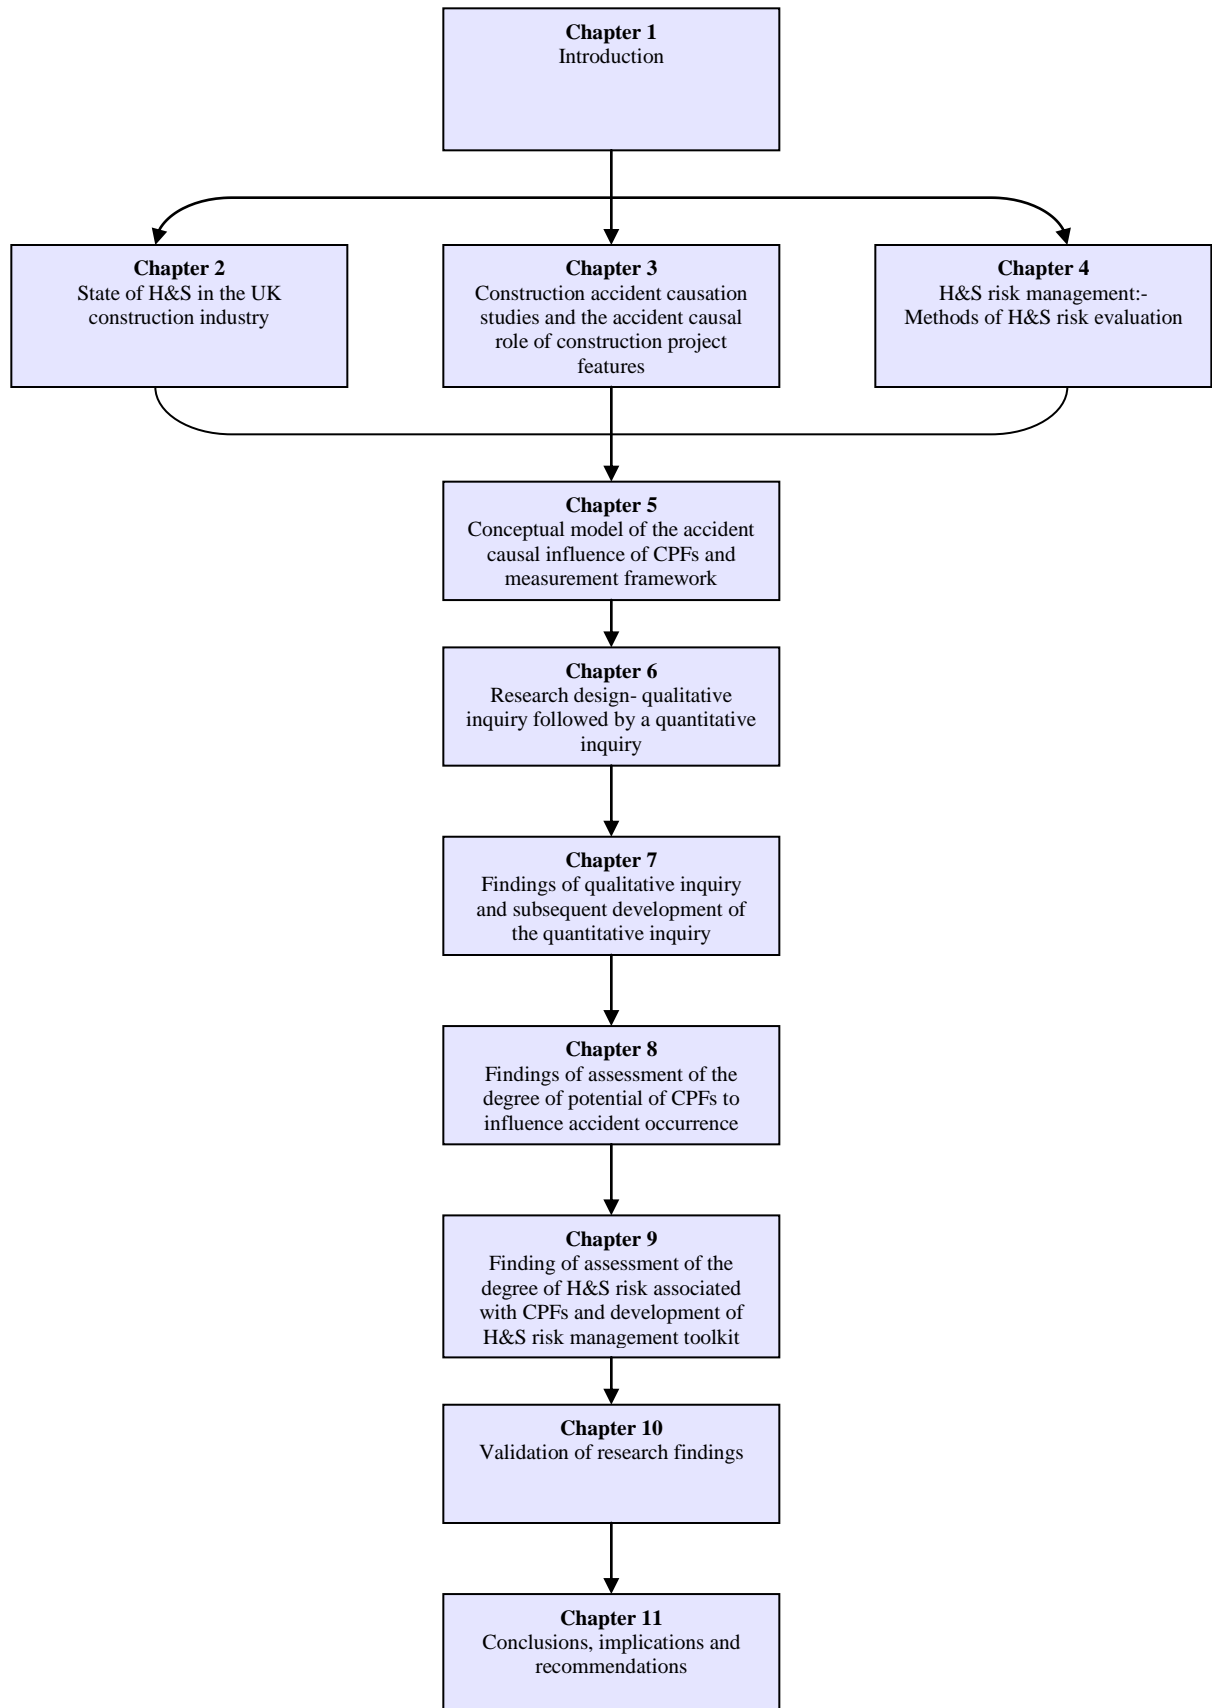 Chapter 1
Introduction
Chapter 2
State of H&S in the UK
construction industry
Chapter 3
Construction accident causation
studies and the accident causal
role of construction project
features
Chapter 4
H&S risk management:-
Methods of H&S risk evaluation
Chapter 5
Conceptual model of the accident
causal influence of CPFs and
measurement framework
Chapter 6
Research design- qualitative
inquiry followed by a quantitative
inquiry
Chapter 7
Findings of qualitative inquiry
and subsequent development of
the quantitative inquiry
Chapter 8
Findings of assessment of the
degree of potential of CPFs to
influence accident occurrence
Chapter 9
Finding of assessment of the
degree of H&S risk associated
with CPFs and development of
H&S risk management toolkit
Chapter 10
Validation of research findings
Chapter 11
Conclusions, implications and
recommendations